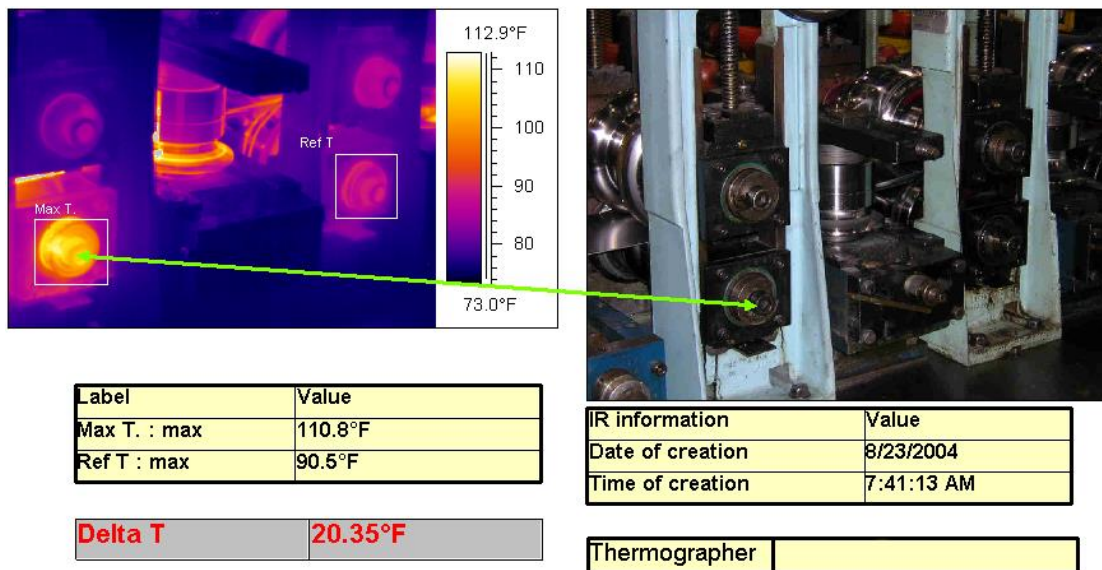 112.9°F
110
100
90
80
73.0°F
Ref T
Max T.
Label Value
Max T. : max 110.8°F
Ref T : max 90.5°F
Delta T 20.35°F
IR information Value
Date of creation 8/23/2004
Time of creation 7:41:13 AM
Thermographer